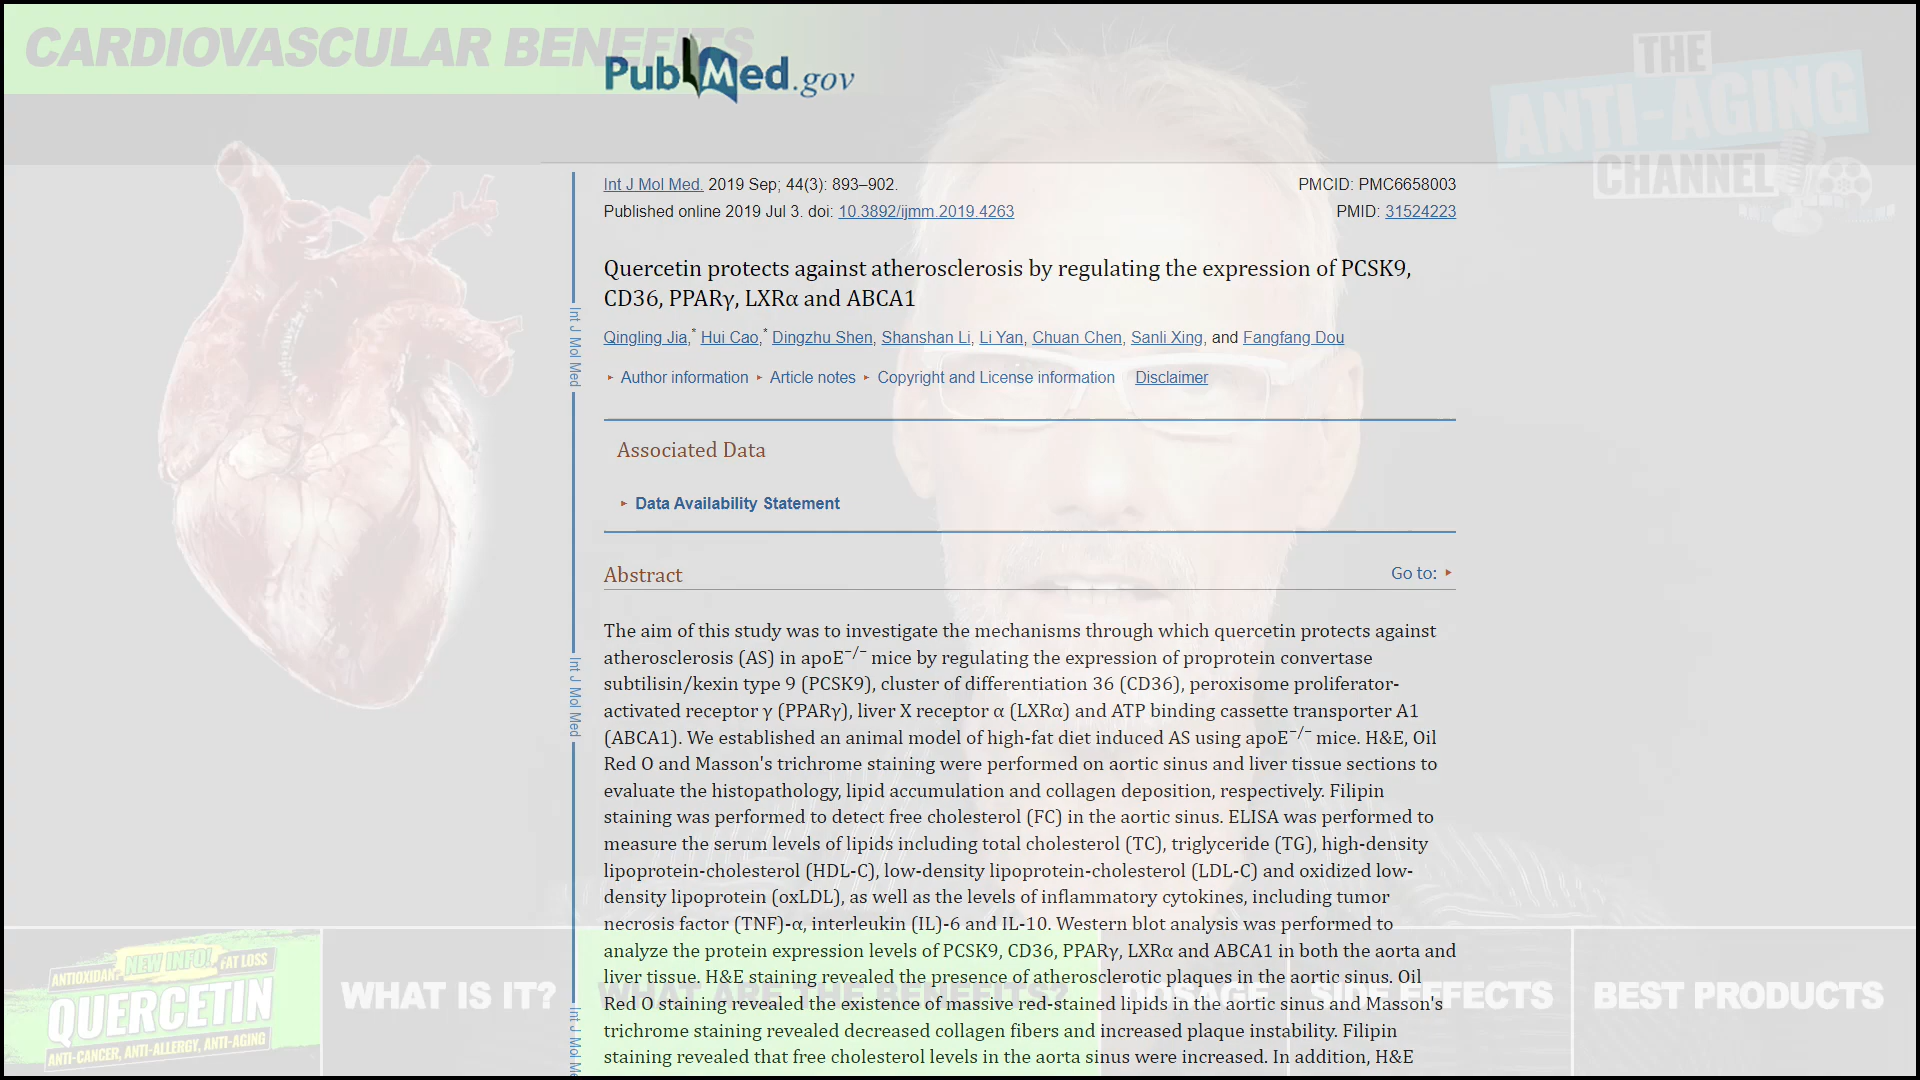 CARDIOVASCULAR BENEFITS
PubMed.gov
THE
ANTI-AGING
CHANNEL
Int J Mol Med. 2019 Sep; 44(3): 893–902.
PMCID: PMC6658003
Published online 2019 Jul 3. doi: 10.3892/ijmm.2019.4263
PMID: 31524223
Quercetin protects against atherosclerosis by regulating the expression of PCSK9,
CD36, PPARγ, LXRα and ABCA1
Qingling Jia,* Hui Cao,* Dingzhu Shen, Shanshan Li, Li Yan, Chuan Chen, Sanli Xing, and Fangfang Dou
▸ Author information ▸ Article notes ▸ Copyright and License information Disclaimer
Int J Mol Med
Associated Data
▸ Data Availability Statement
Abstract
Go to: ▸
The aim of this study was to investigate the mechanisms through which quercetin protects against
atherosclerosis (AS) in apoE−/− mice by regulating the expression of proprotein convertase
subtilisin/kexin type 9 (PCSK9), cluster of differentiation 36 (CD36), peroxisome proliferator-
activated receptor γ (PPARγ), liver X receptor α (LXRα) and ATP binding cassette transporter A1
(ABCA1). We established an animal model of high-fat diet induced AS using apoE−/− mice. H&E, Oil
Red O and Masson's trichrome staining were performed on aortic sinus and liver tissue sections to
evaluate the histopathology, lipid accumulation and collagen deposition, respectively. Filipin
staining was performed to detect free cholesterol (FC) in the aortic sinus. ELISA was performed to
measure the serum levels of lipids including total cholesterol (TC), triglyceride (TG), high-density
lipoprotein-cholesterol (HDL-C), low-density lipoprotein-cholesterol (LDL-C) and oxidized low-
density lipoprotein (oxLDL), as well as the levels of inflammatory cytokines, including tumor
necrosis factor (TNF)-α, interleukin (IL)-6 and IL-10. Western blot analysis was performed to
analyze the protein expression levels of PCSK9, CD36, PPARγ, LXRα and ABCA1 in both the aorta and
liver tissue. H&E staining revealed the presence of atherosclerotic plaques in the aortic sinus. Oil
Red O staining revealed the existence of massive red-stained lipids in the aortic sinus and Masson's
trichrome staining revealed decreased collagen fibers and increased plaque instability. Filipin
staining revealed that free cholesterol levels in the aorta sinus were increased. In addition, H&E
Int J Mol Med
Int J Mol Me
ANTIOXIDAN NEW INFO! FAT LOSS
QUERCETIN
ANTI-CANCER, ANTI-ALLERGY, ANTI-AGING
WHAT IS IT?
WHAT ARE THE BENEFITS?
DOSAGE
SIDE EFFECTS
BEST PRODUCTS